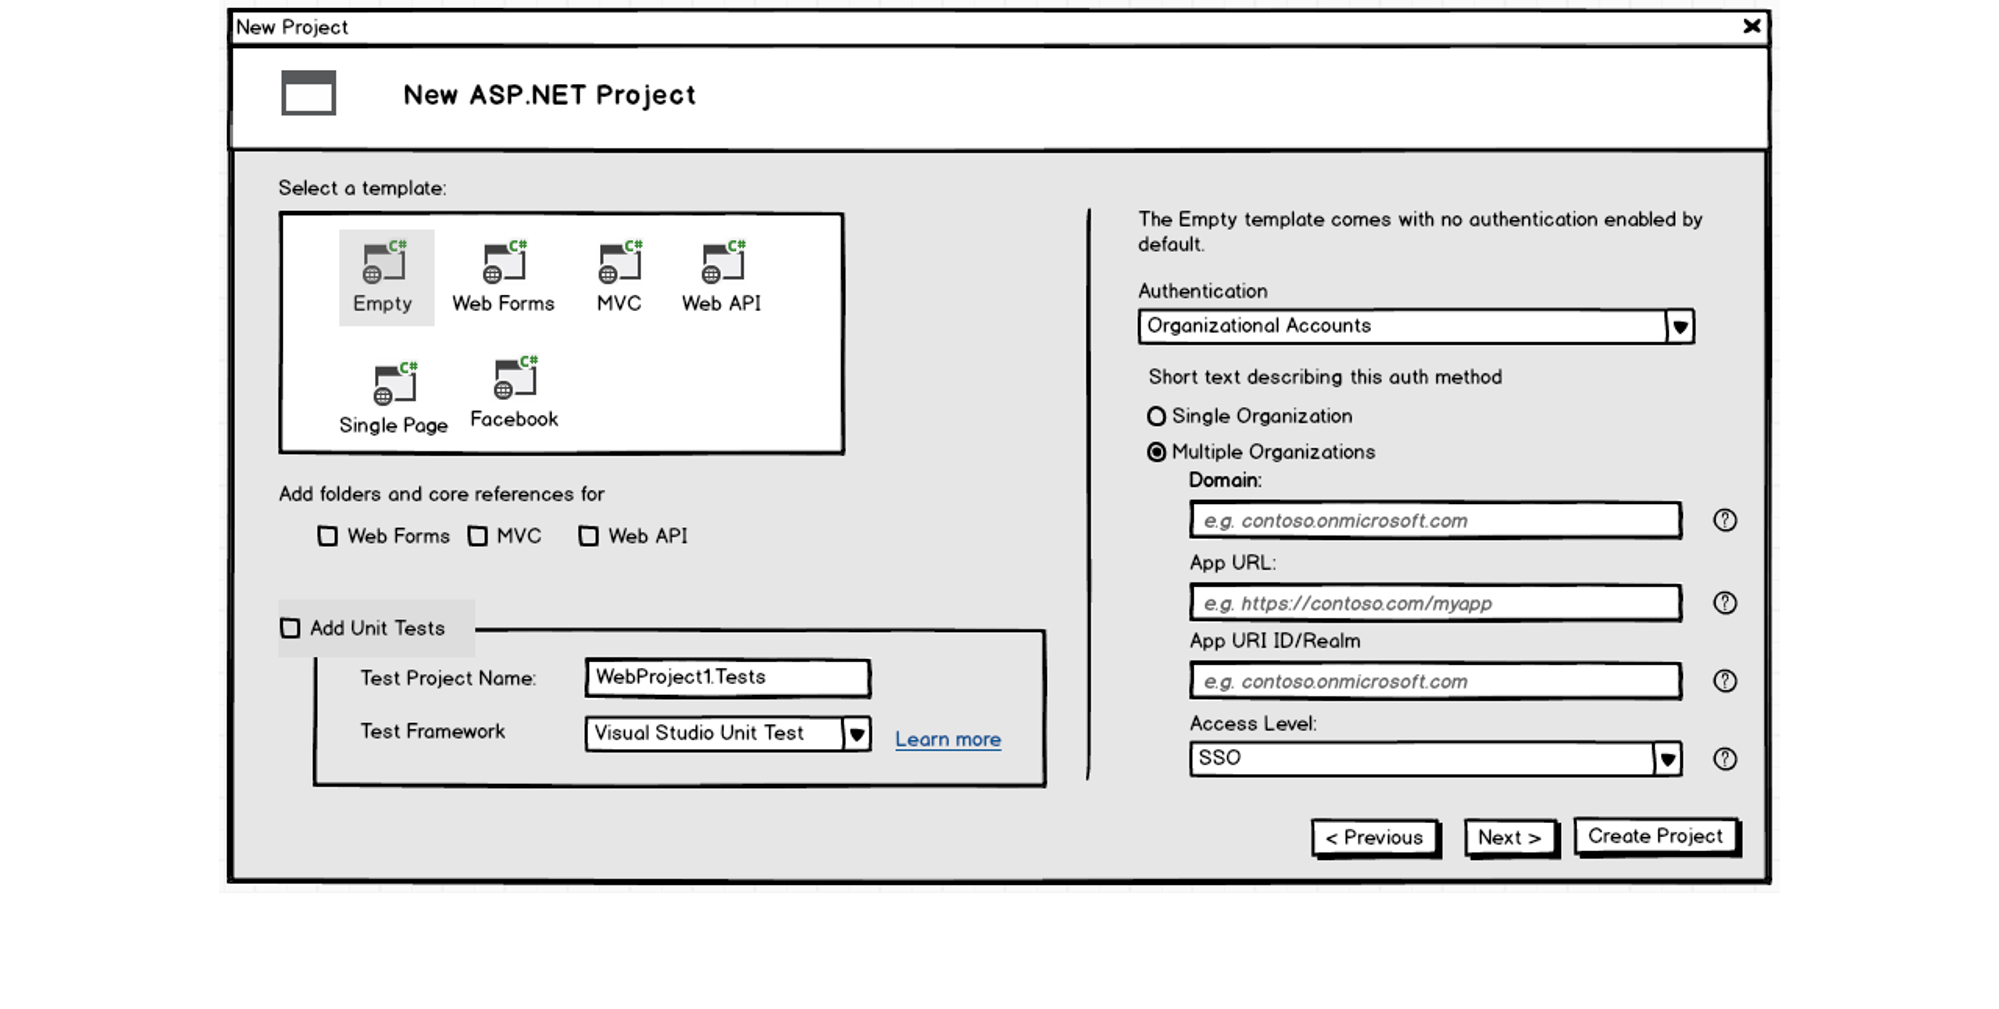 New Project
New ASP.NET Project
Select a template:
C# C# C# C#
Empty Web Forms MVC Web API
C# C#
Single Page Facebook
Add folders and core references for
Web Forms MVC Web API
Add Unit Tests
Test Project Name: WebProject1.Tests
Test Framework Visual Studio Unit Test Learn more
The Empty template comes with no authentication enabled by
default.
Authentication
Organizational Accounts
Short text describing this auth method
Single Organization
Multiple Organizations
Domain:
e.g. contoso.onmicrosoft.com ?
App URL:
e.g. https://contoso.com/myapp ?
App URI ID/Realm
e.g. contoso.onmicrosoft.com ?
Access Level:
SSO ?
< Previous Next > Create Project